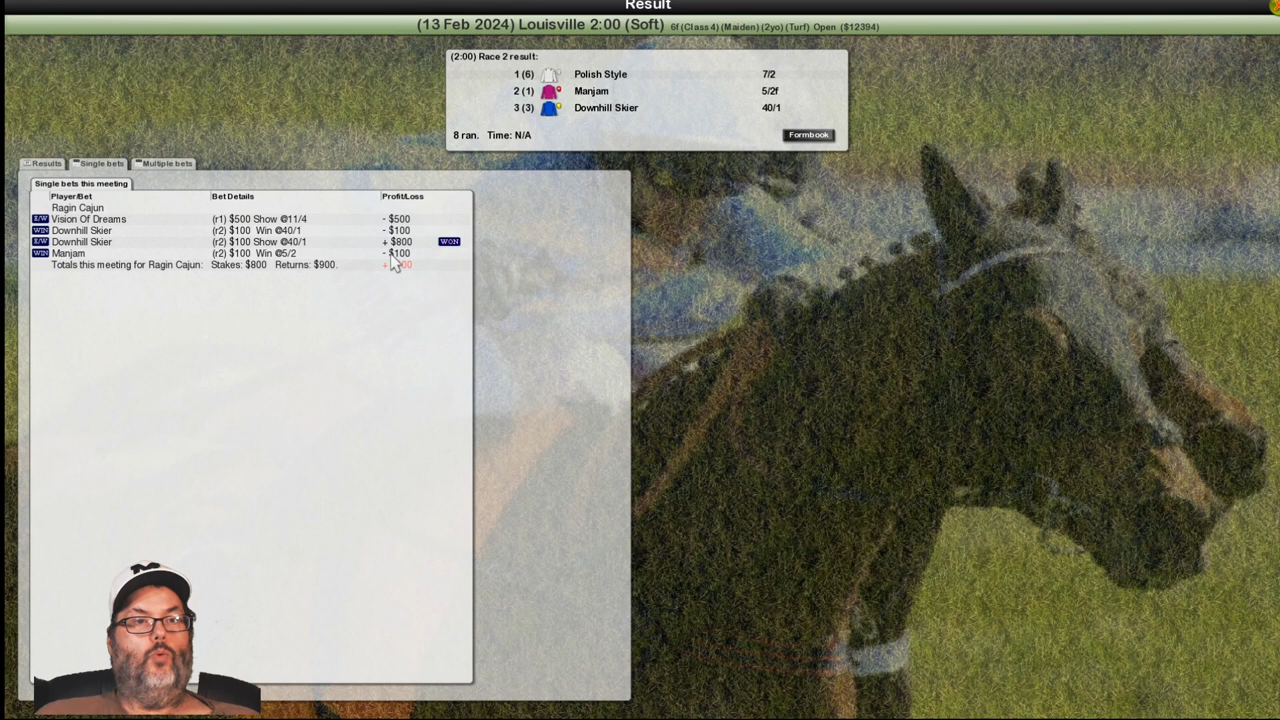 Result
(13 Feb 2024) Louisville 2:00 (Soft) 6f (Class 4) (Maiden) (2yo) (Turf) Open ($12394)
(2:00) Race 2 result:
1 (6) Polish Style 7/2
2 (1) Manjam 5/2f
3 (3) Downhill Skier 40/1
8 ran. Time: N/A Formbook
Results Single bets Multiple bets
Single bets this meeting
Player/Bet Bet Details Profit/Loss
Ragin Cajun
E/W Vision Of Dreams (r1) $500 Show @11/4 - $500
WIN Downhill Skier (r2) $100 Win @40/1 - $100
E/W Downhill Skier (r2) $100 Show @40/1 + $800 WON
WIN Manjam (r2) $100 Win @5/2 - $100
Totals this meeting for Ragin Cajun: Stakes: $800 Returns: $900.